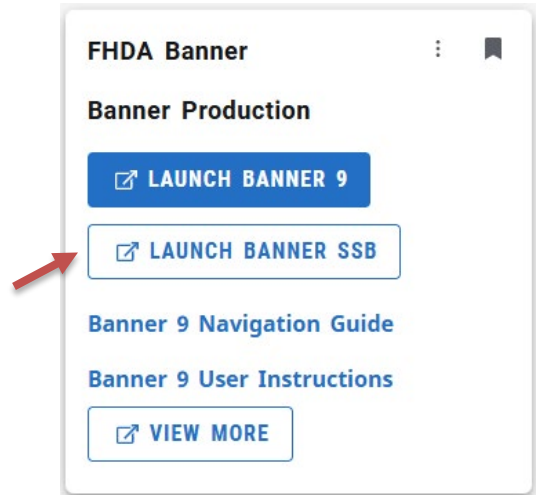 FHDA Banner
Banner Production
LAUNCH BANNER 9
LAUNCH BANNER SSB
Banner 9 Navigation Guide
Banner 9 User Instructions
VIEW MORE